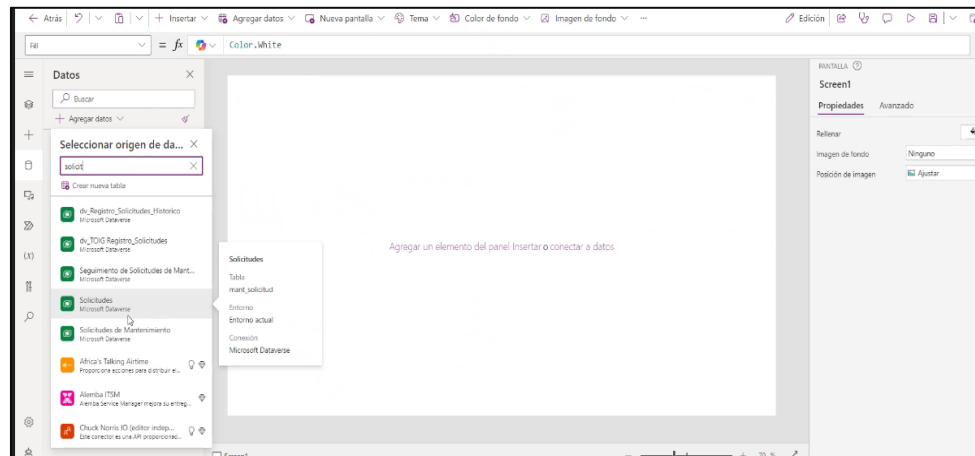 Atrás
Insertar
Agregar datos
Nueva pantalla
Tema
Color de fondo
Imagen de fondo
Edición
Fill
= fx
Color.White
Datos
Buscar
Agregar datos
Seleccionar origen de da...
solicit
Crear nueva tabla
dv_Registro_Solicitudes_Historico
Microsoft Dataverse
dv_TOIG Registro_Solicitudes
Microsoft Dataverse
Seguimiento de Solicitudes de Mant...
Microsoft Dataverse
Solicitudes
Microsoft Dataverse
Solicitudes de Mantenimiento
Microsoft Dataverse
Africa's Talking Airtime
Proporciona acciones para distribuir el...
Alemba ITSM
Alemba Service Manager mejora su entreg...
Chuck Norris IO (editor indep...
Este conector es una API proporcionad...
Solicitudes
Tabla
mant_solicitud
Entorno
Entorno actual
Conexión
Microsoft Dataverse
Agregar un elemento del panel Insertar o conectar a datos
PANTALLA
Screen1
Propiedades
Avanzado
Rellenar
Imagen de fondo
Ninguno
Posición de imagen
Ajustar
Screen1
70 %